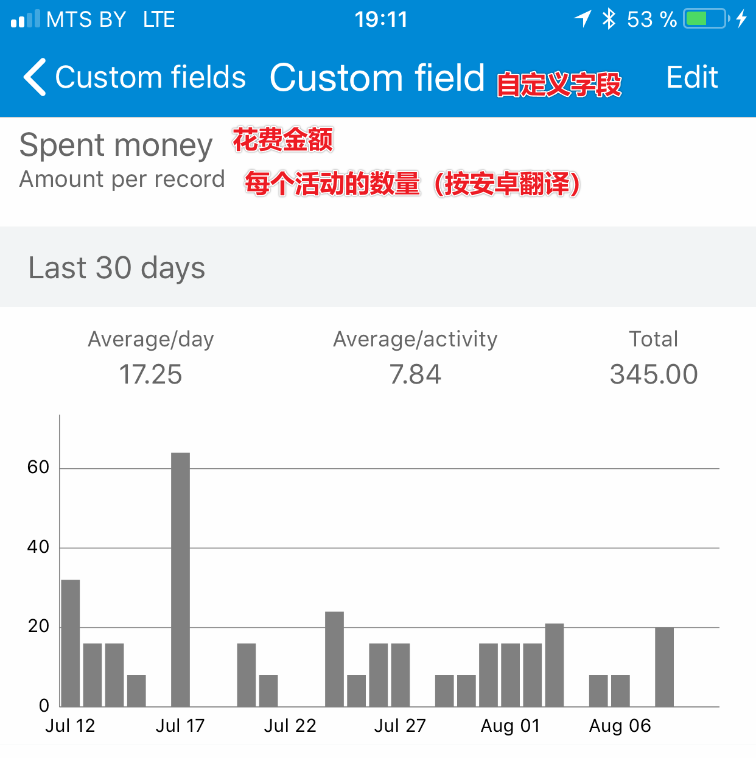 MTS BY LTE 19:11 53 %
Custom fields Custom field 自定义字段 Edit
Spent money 花费金额
Amount per record 每个活动的数量（按安卓翻译）
Last 30 days
Average/day Average/activity Total
17.25 7.84 345.00
60
40
20
0
Jul 12 Jul 17 Jul 22 Jul 27 Aug 01 Aug 06